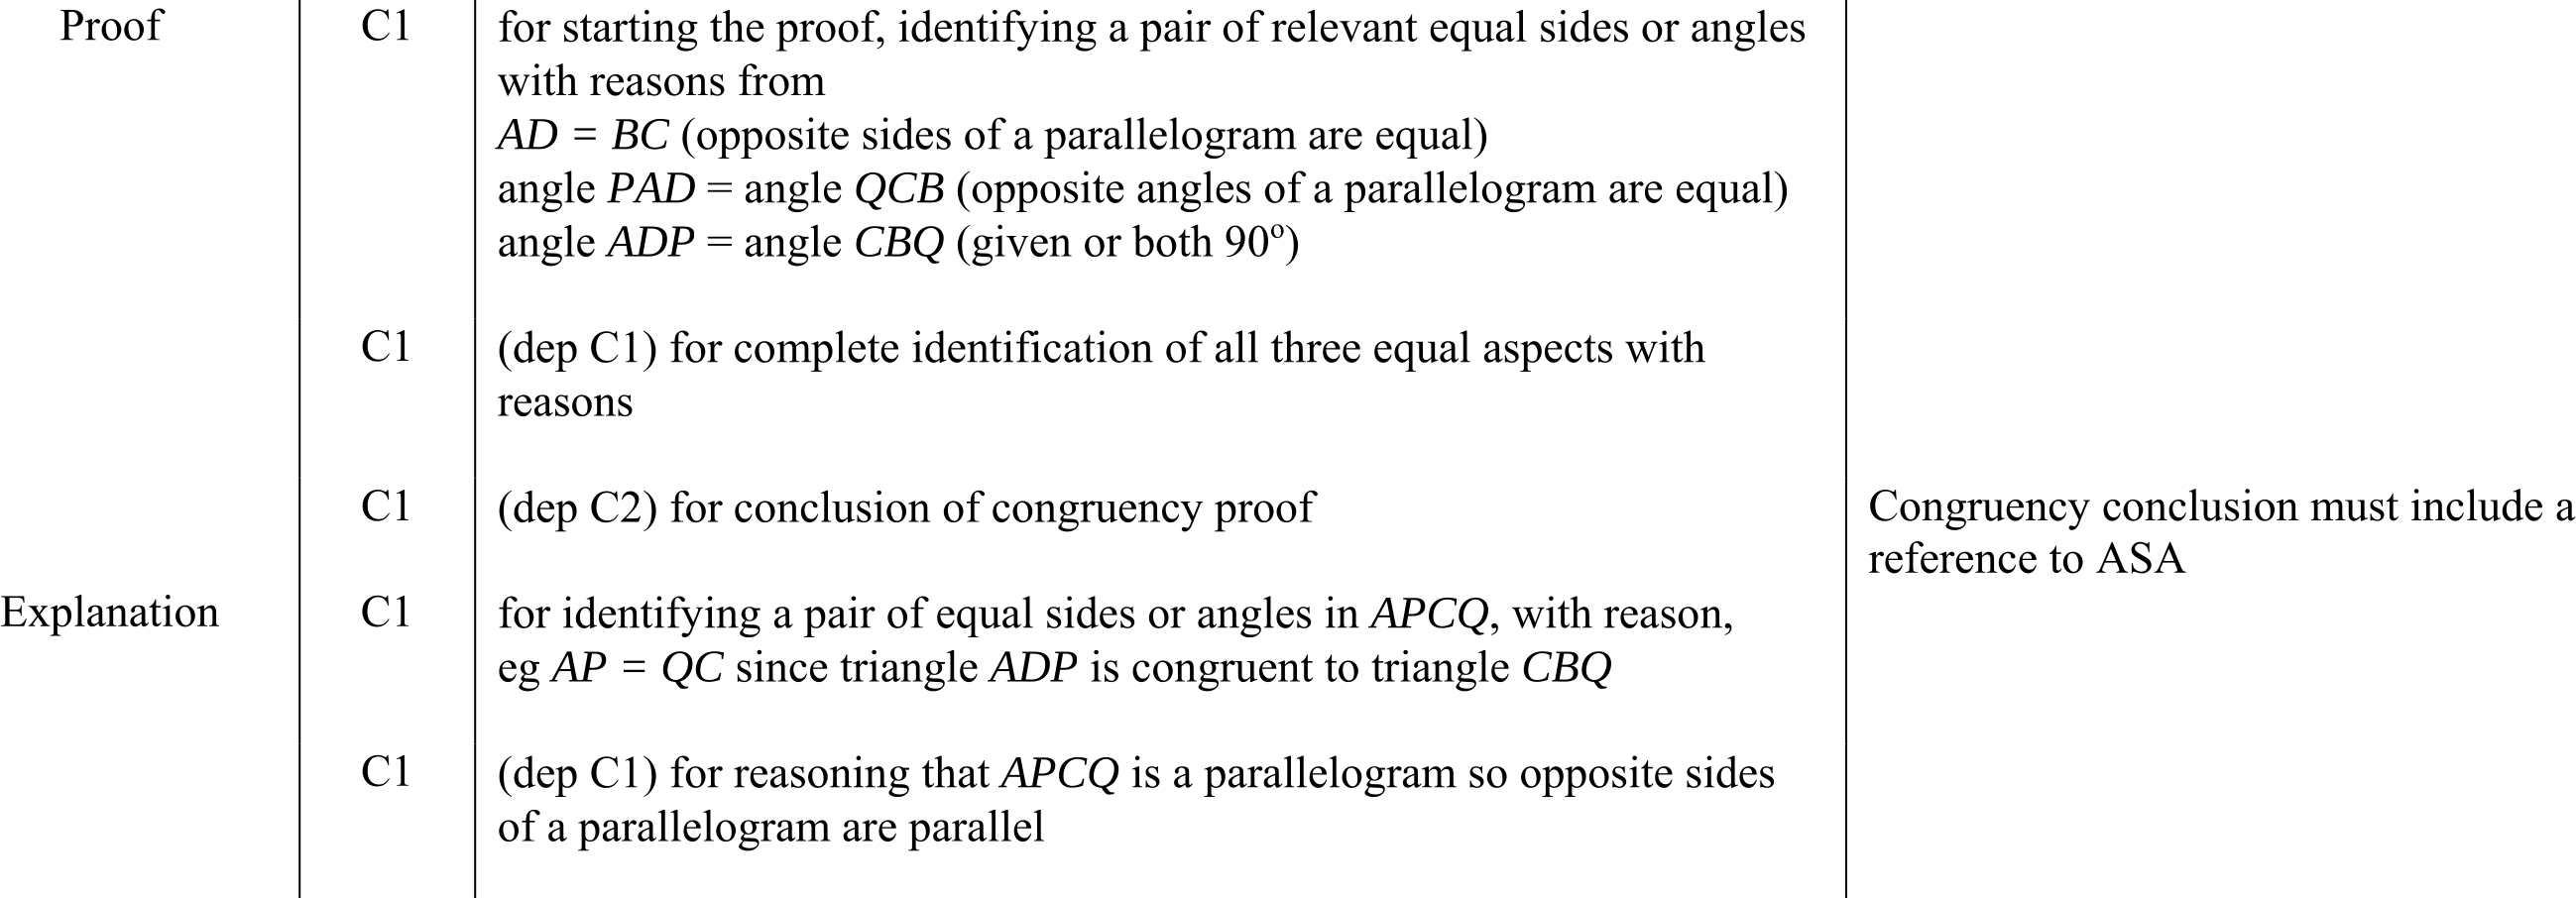 Proof C1 for starting the proof, identifying a pair of relevant equal sides or angles
with reasons from
AD = BC (opposite sides of a parallelogram are equal)
angle PAD = angle QCB (opposite angles of a parallelogram are equal)
angle ADP = angle CBQ (given or both 90º)
C1 (dep C1) for complete identification of all three equal aspects with
reasons
C1 (dep C2) for conclusion of congruency proof Congruency conclusion must include a
reference to ASA
Explanation C1 for identifying a pair of equal sides or angles in APCQ, with reason,
eg AP = QC since triangle ADP is congruent to triangle CBQ
C1 (dep C1) for reasoning that APCQ is a parallelogram so opposite sides
of a parallelogram are parallel